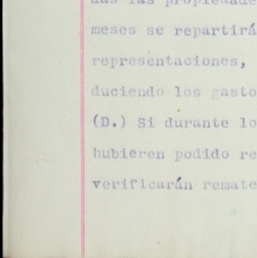 das las propiedade
meses se repartirá
representaciones,
duciendo los gasto
(D.) Si durante lo
hubieren podido re
verificarán remate